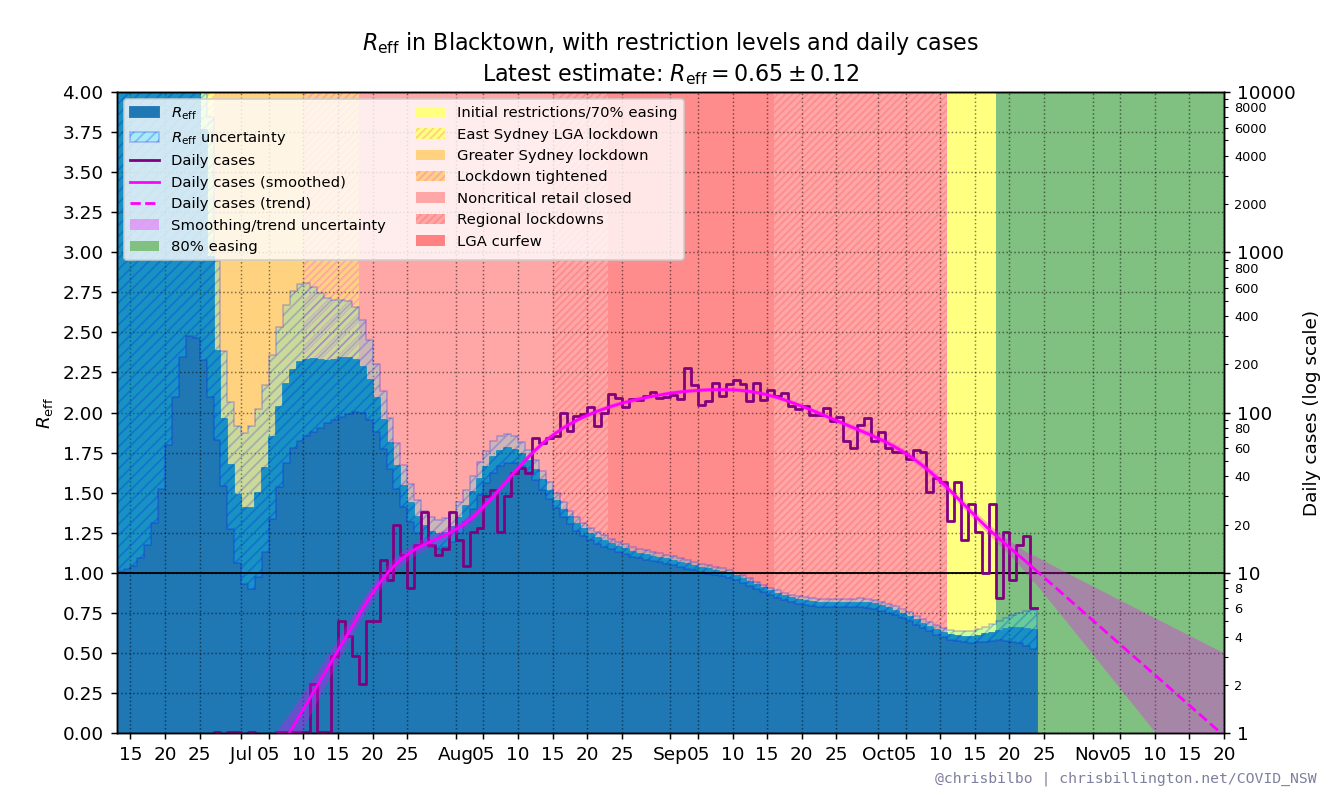 Reff in Blacktown, with restriction levels and daily cases
Latest estimate: Reff = 0.65 ± 0.12
Reff
Reff uncertainty
Daily cases
Daily cases (smoothed)
Daily cases (trend)
Smoothing/trend uncertainty
80% easing
Initial restrictions/70% easing
East Sydney LGA lockdown
Greater Sydney lockdown
Lockdown tightened
Noncritical retail closed
Regional lockdowns
LGA curfew
Reff
4.00
3.75
3.50
3.25
3.00
2.75
2.50
2.25
2.00
1.75
1.50
1.25
1.00
0.75
0.50
0.25
0.00
10000
8000
6000
4000
2000
1000
800
600
400
200
100
80
60
40
20
10
8
6
4
2
1
Daily cases (log scale)
15 20 25 Jul 05 10 15 20 25 Aug05 10 15 20 25 Sep05 10 15 20 25 Oct05 10 15 20 25 Nov05 10 15 20
@chrisbilbo | chrisbillington.net/COVID_NSW